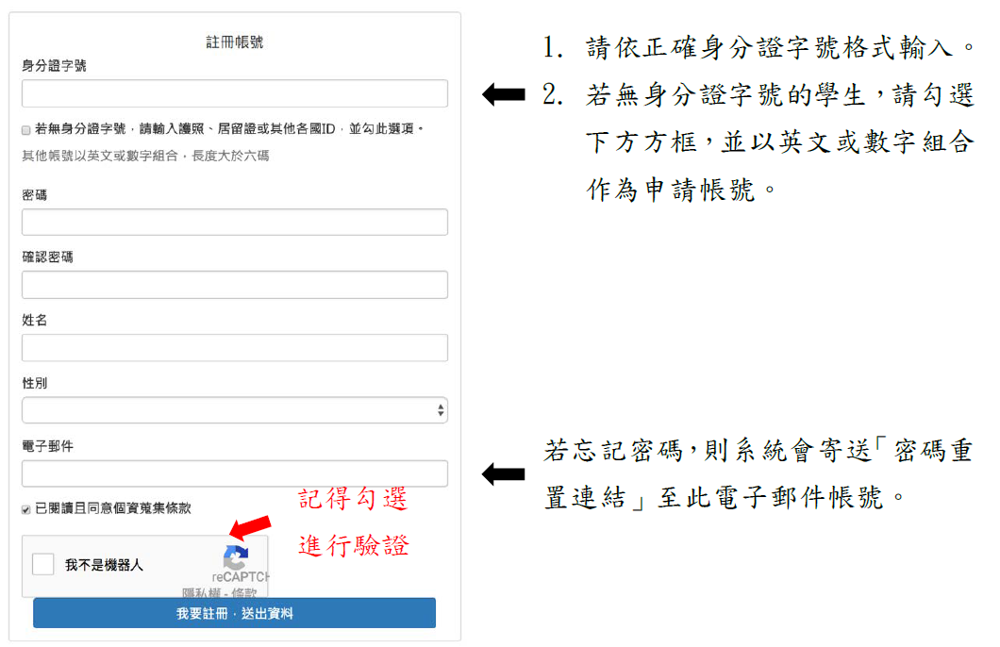 註冊帳號
身分證字號
若無身分證字號，請輸入護照、居留證或其他各國ID，並勾此選項。
其他帳號以英文或數字組合，長度大於六碼
密碼
確認密碼
姓名
性別
電子郵件
已閱讀且同意個資蒐集條款
我不是機器人
reCAPTCH
隱私權 - 條款
我要註冊，送出資料
1. 請依正確身分證字號格式輸入。
2. 若無身分證字號的學生，請勾選
下方方框，並以英文或數字組合
作為申請帳號。
若忘記密碼，則系統會寄送「密碼重
置連結」至此電子郵件帳號。
記得勾選
進行驗證